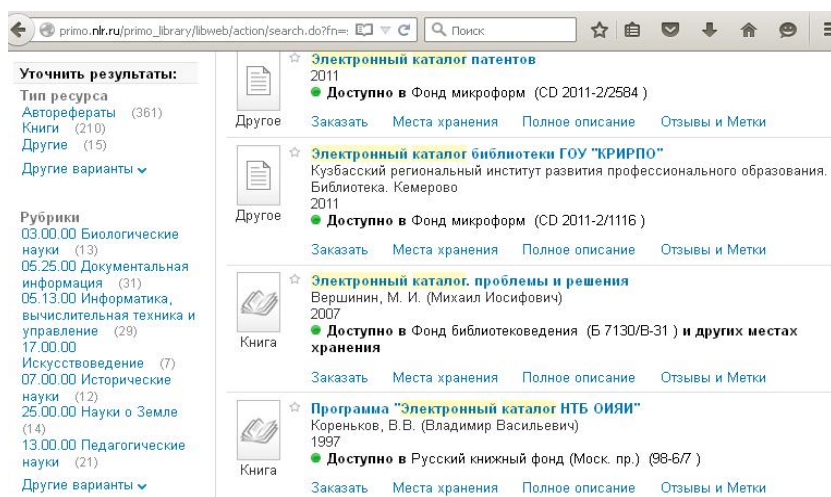 primo.nlr.ru/primo_library/libweb/action/search.do?fn=:
Поиск
Уточнить результаты:
Тип ресурса
Авторефераты (361)
Книги (210)
Другие (15)
Другие варианты
Рубрики
03.00.00 Биологические
науки (13)
05.25.00 Документальная
информация (31)
05.13.00 Информатика,
вычислительная техника и
управление (29)
17.00.00
Искусствоведение (7)
07.00.00 Исторические
науки (12)
25.00.00 Науки о Земле
(14)
13.00.00 Педагогические
науки (21)
Другие варианты
Другое
Электронный каталог патентов
2011
Доступно в Фонд микроформ (CD 2011-2/2584 )
Заказать Места хранения Полное описание Отзывы и Метки
Другое
Электронный каталог библиотеки ГОУ "КРИРПО"
Кузбасский региональный институт развития профессионального образования.
Библиотека. Кемерово
2011
Доступно в Фонд микроформ (CD 2011-2/1116 )
Заказать Места хранения Полное описание Отзывы и Метки
Книга
Электронный каталог. проблемы и решения
Вершинин, М. И. (Михаил Иосифович)
2007
Доступно в Фонд библиотековедения (Б 7130/В-31 ) и других местах
хранения
Заказать Места хранения Полное описание Отзывы и Метки
Книга
Программа "Электронный каталог НТБ ОИЯИ"
Кореньков, В.В. (Владимир Васильевич)
1997
Доступно в Русский книжный фонд (Моск. пр.) (98-6/7 )
Заказать Места хранения Полное описание Отзывы и Метки